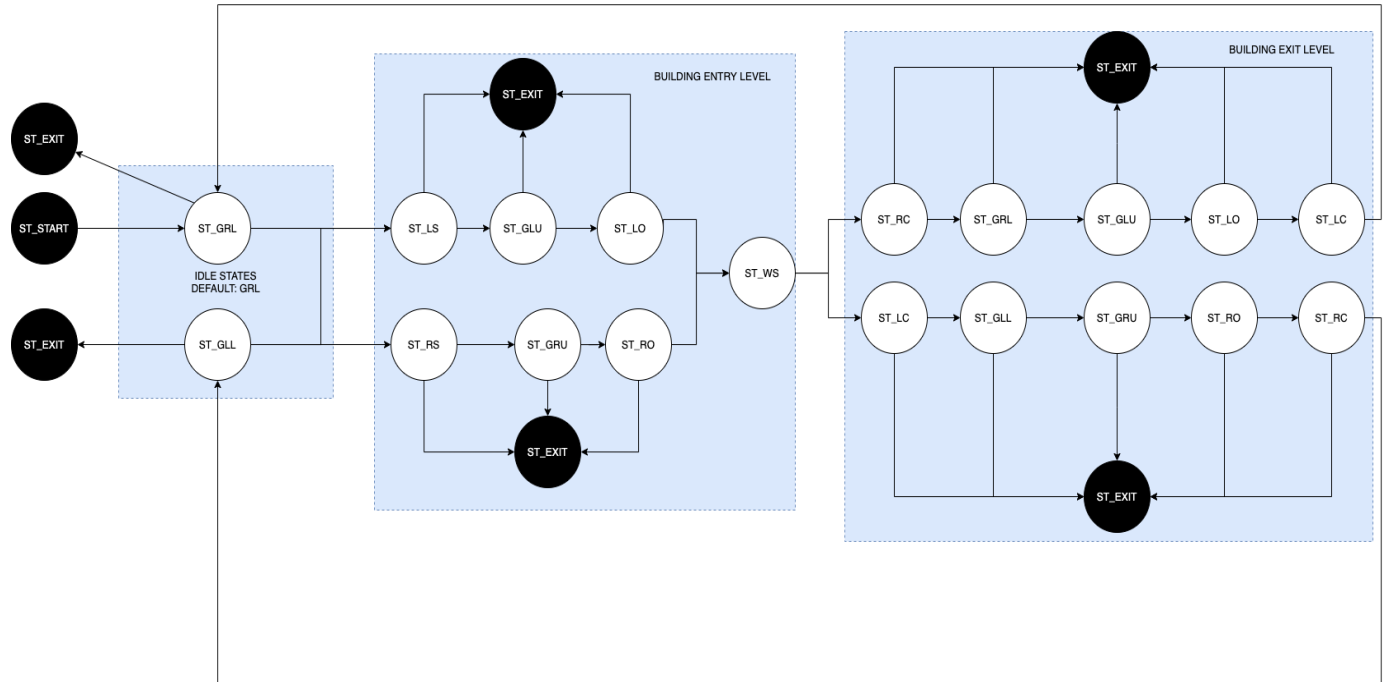 BUILDING EXIT LEVEL
ST_EXIT
BUILDING ENTRY LEVEL
ST_EXIT
ST_EXIT
ST_START
ST_GRL
ST_LS
ST_GLU
ST_LO
ST_RC
ST_GRL
ST_GLU
ST_LO
ST_LC
IDLE STATES
DEFAULT: GRL
ST_WS
ST_EXIT
ST_GLL
ST_RS
ST_GRU
ST_RO
ST_LC
ST_GLL
ST_GRU
ST_RO
ST_RC
ST_EXIT
ST_EXIT